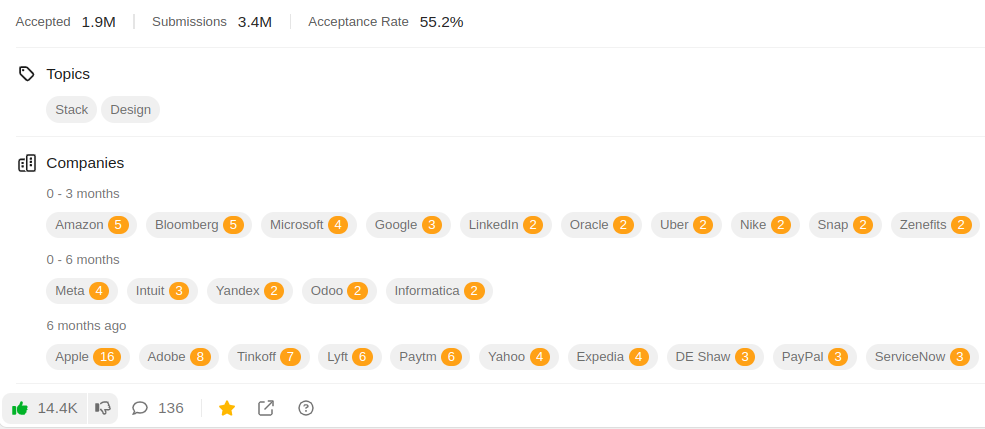 Accepted 1.9M Submissions 3.4M Acceptance Rate 55.2%
Topics
Stack Design
Companies
0 - 3 months
Amazon 5 Bloomberg 5 Microsoft 4 Google 3 LinkedIn 2 Oracle 2 Uber 2 Nike 2 Snap 2 Zenefits 2
0 - 6 months
Meta 4 Intuit 3 Yandex 2 Odoo 2 Informatica 2
6 months ago
Apple 16 Adobe 8 Tinkoff 7 Lyft 6 Paytm 6 Yahoo 4 Expedia 4 DE Shaw 3 PayPal 3 ServiceNow 3
14.4K 136